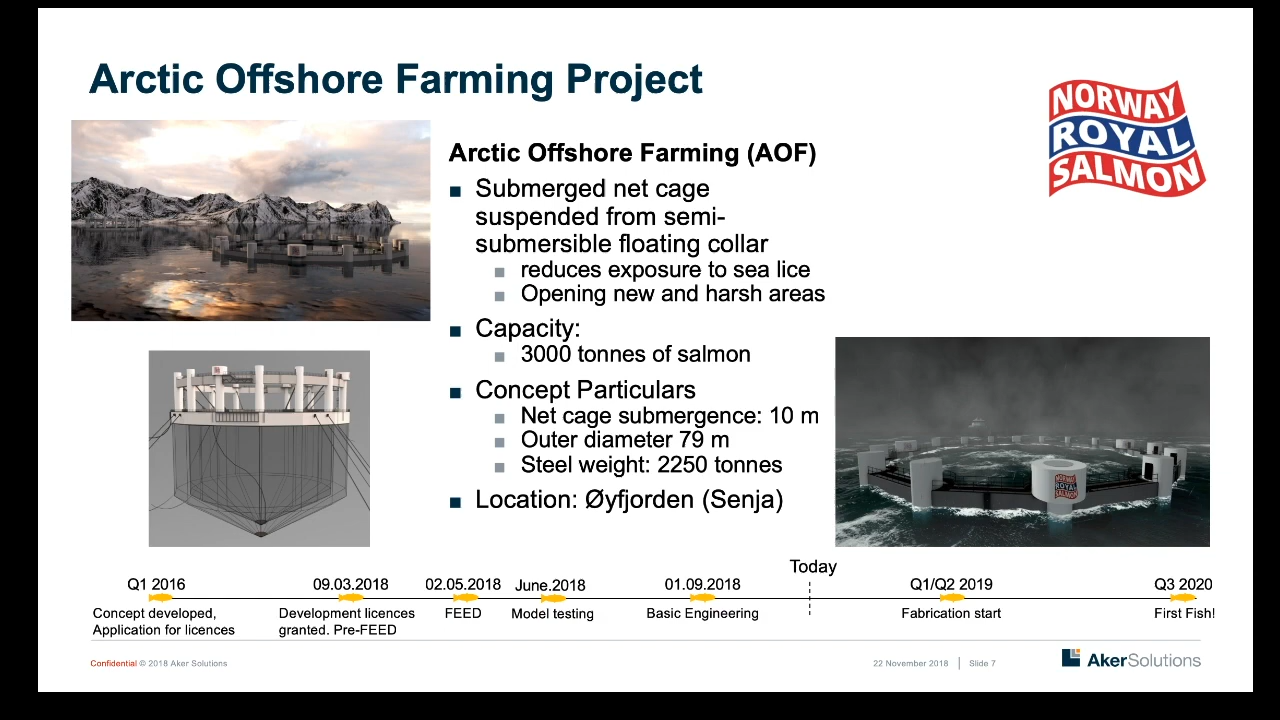 Arctic Offshore Farming Project
NORWAY
ROYAL
SALMON
Arctic Offshore Farming (AOF)
Submerged net cage
suspended from semi-
submersible floating collar
reduces exposure to sea lice
Opening new and harsh areas
Capacity:
3000 tonnes of salmon
Concept Particulars
Net cage submergence: 10 m
Outer diameter 79 m
Steel weight: 2250 tonnes
Location: Øyfjorden (Senja)
NORWAY
ROYAL
SALMON
Today
Q1 2016
Concept developed,
Application for licences
09.03.2018
Development licences
granted. Pre-FEED
02.05.2018
FEED
June.2018
Model testing
01.09.2018
Basic Engineering
Q1/Q2 2019
Fabrication start
Q3 2020
First Fish!
Confidential © 2018 Aker Solutions
22 November 2018 | Slide 7
AkerSolutions